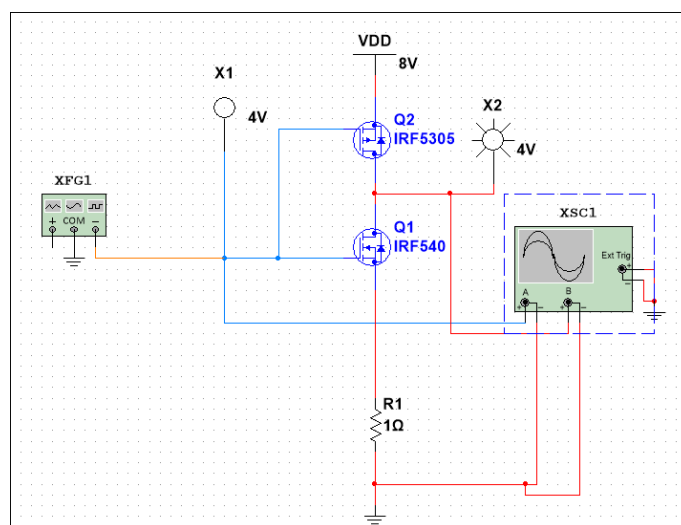 VDD
8V
X1
4V
Q2
IRF5305
X2
4V
XFG1
+ COM −
Q1
IRF540
XSC1
Ext Trig
+
−
A
B
+ − + −
R1
1Ω